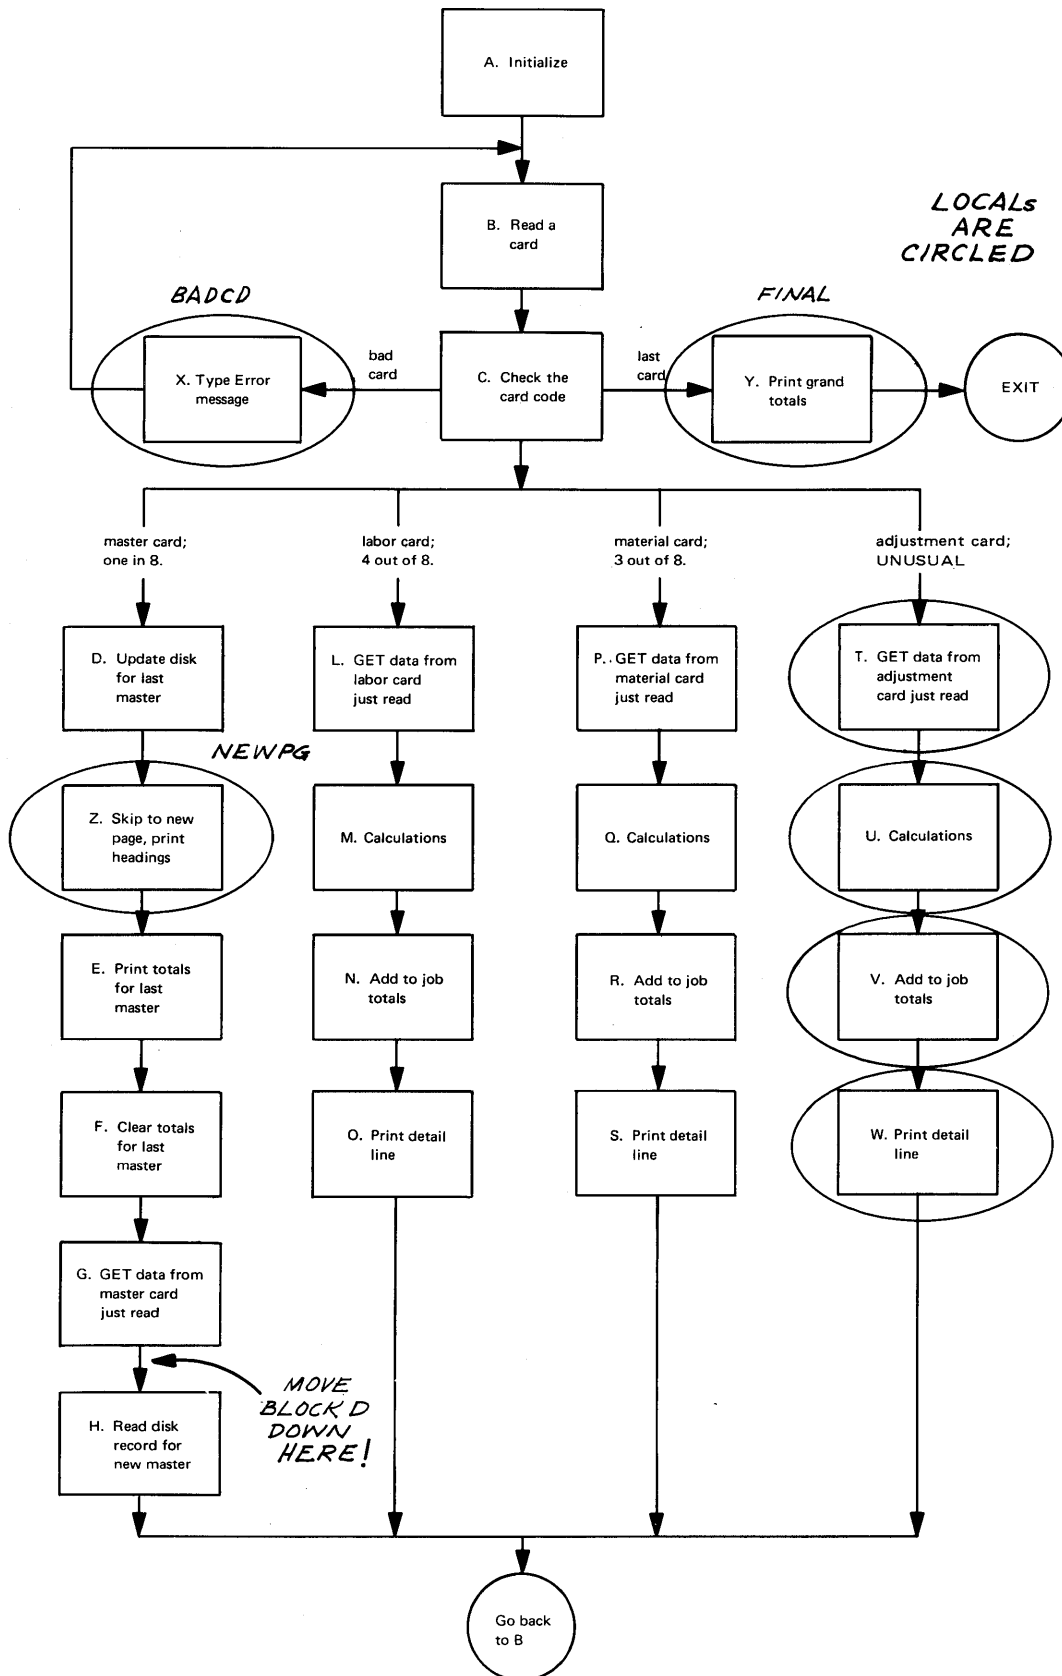 A. Initialize
B. Read a
card
LOCALs
ARE
CIRCLED
BADCD
FINAL
bad
card
last
card
X. Type Error
message
C. Check the
card code
Y. Print grand
totals
EXIT
master card;
one in 8.
labor card;
4 out of 8.
material card;
3 out of 8.
adjustment card;
UNUSUAL
D. Update disk
for last
master
L. GET data from
labor card
just read
P.. GET data from
material card
just read
T. GET data from
adjustment
card just read
NEWPG
Z. Skip to new
page, print
headings
M. Calculations
Q. Calculations
U. Calculations
E. Print totals
for last
master
N. Add to job
totals
R. Add to job
totals
V. Add to job
totals
F. Clear totals
for last
master
O. Print detail
line
S. Print detail
line
W. Print detail
line
G. GET data from
master card
just read
MOVE
BLOCK D
DOWN
HERE!
H. Read disk
record for
new master
Go back
to B